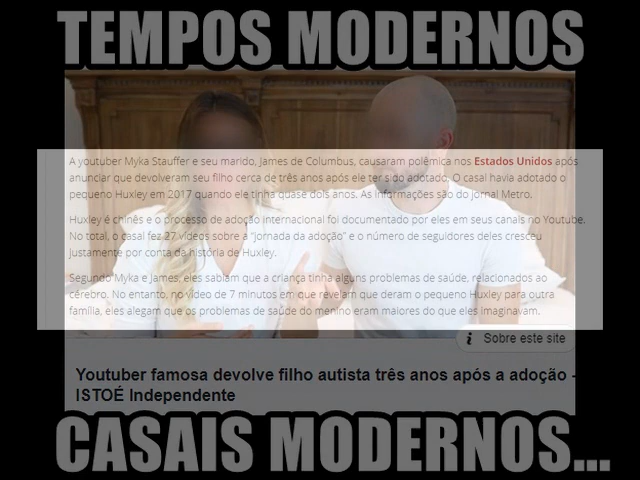 TEMPOS MODERNOS
A youtuber Myka Stauffer e seu marido, James de Columbus, causaram polêmica nos Estados Unidos após
anunciar que devolveram seu filho cerca de três anos após ele ter sido adotado. O casal havia adotado o
pequeno Huxley em 2017 quando ele tinha quase dois anos. As informações são do jornal Metro.
Huxley é chinês e o processo de adoção internacional foi documentado por eles em seus canais no Youtube.
No total, o casal fez 27 vídeos sobre a "jornada da adoção" e o número de seguidores deles cresceu
justamente por conta da história de Huxley.
Segundo Myka e James, eles sabiam que a criança tinha alguns problemas de saúde, relacionados ao
cérebro. No entanto, no vídeo de 7 minutos em que revelam que deram o pequeno Huxley para outra
família, eles alegam que os problemas de saúde do menino eram maiores do que eles imaginavam.
Sobre este site
Youtuber famosa devolve filho autista três anos após a adoção -
ISTOÉ Independente
CASAIS MODERNOS...